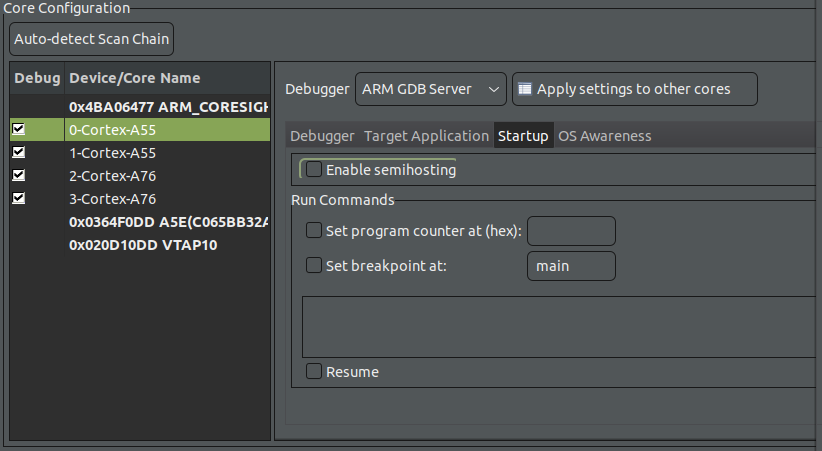 Core Configuration
Auto-detect Scan Chain
Debug Device/Core Name
0x4BA06477 ARM_CORESIGH
0-Cortex-A55
1-Cortex-A55
2-Cortex-A76
3-Cortex-A76
0x0364F0DD A5E(C065BB32A
0x020D10DD VTAP10
Debugger ARM GDB Server Apply settings to other cores
Debugger Target Application Startup OS Awareness
Enable semihosting
Run Commands
Set program counter at (hex):
Set breakpoint at: main
Resume